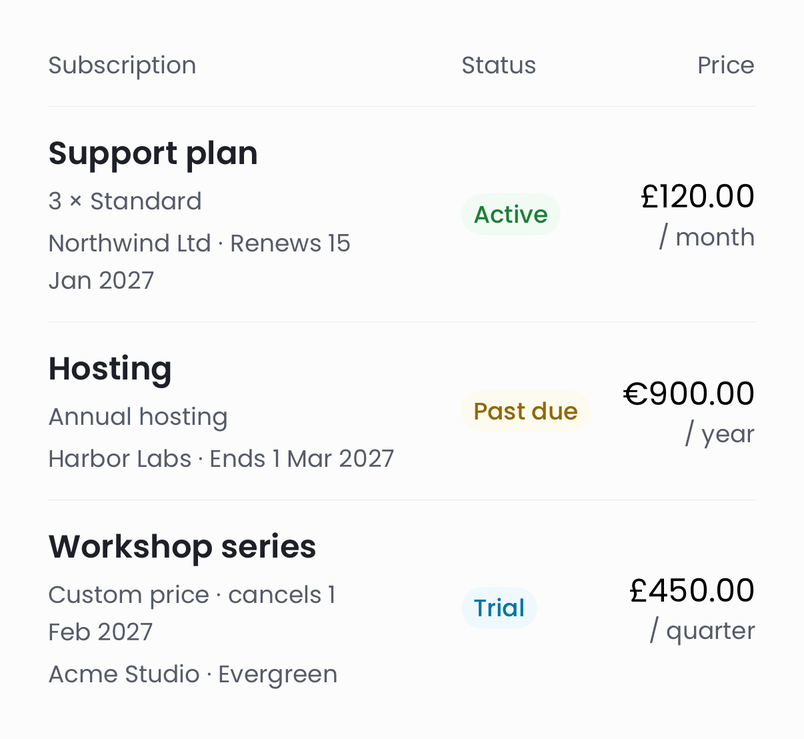 Subscription Status Price
Support plan
3 × Standard
Northwind Ltd · Renews 15
Jan 2027
Active
£120.00
/ month
Hosting
Annual hosting
Harbor Labs · Ends 1 Mar 2027
Past due
€900.00
/ year
Workshop series
Custom price · cancels 1
Feb 2027
Acme Studio · Evergreen
Trial
£450.00
/ quarter